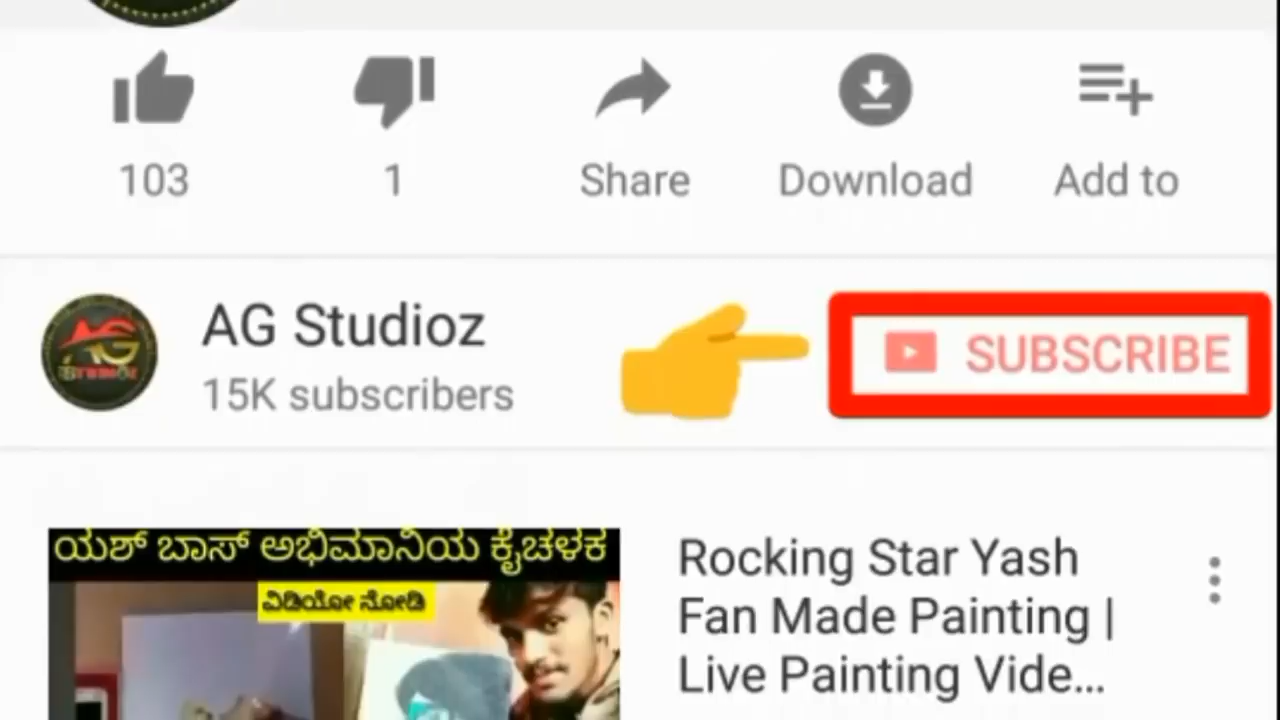 103
1
Share
Download
Add to
AG Studioz
15K subscribers
SUBSCRIBE
ಯಶ್ ಬಾಸ್ ಅಭಿಮಾನಿಯ ಕೈಚಳಕ
ವಿಡಿಯೋ ನೋಡಿ
Rocking Star Yash
Fan Made Painting |
Live Painting Vide...